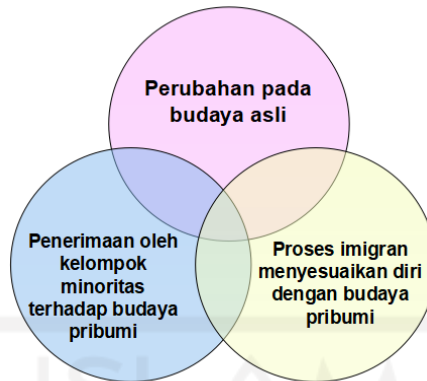 Perubahan pada
budaya asli
Penerimaan oleh
kelompok
minoritas
terhadap budaya
pribumi
Proses imigran
menyesuaikan diri
dengan budaya
pribumi